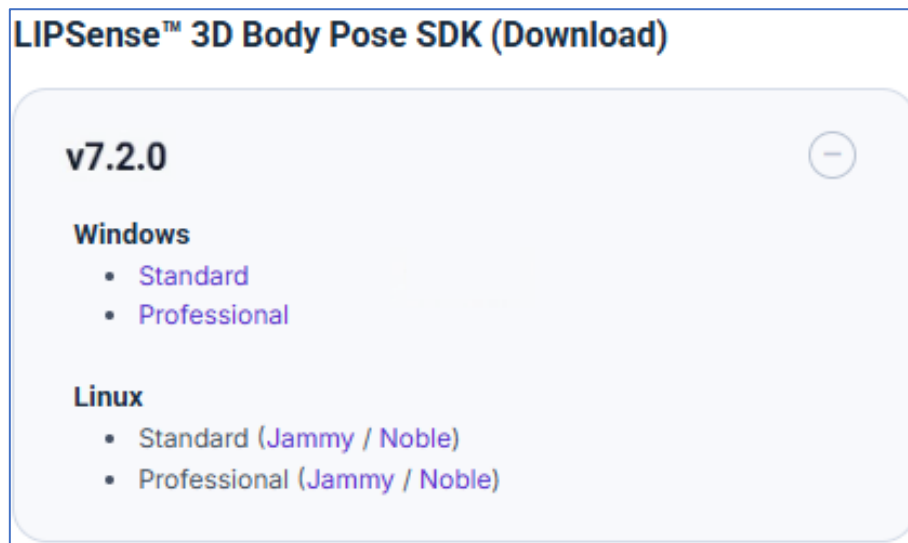 LIPSense™ 3D Body Pose SDK (Download)
v7.2.0
Windows
• Standard
• Professional
Linux
• Standard (Jammy / Noble)
• Professional (Jammy / Noble)